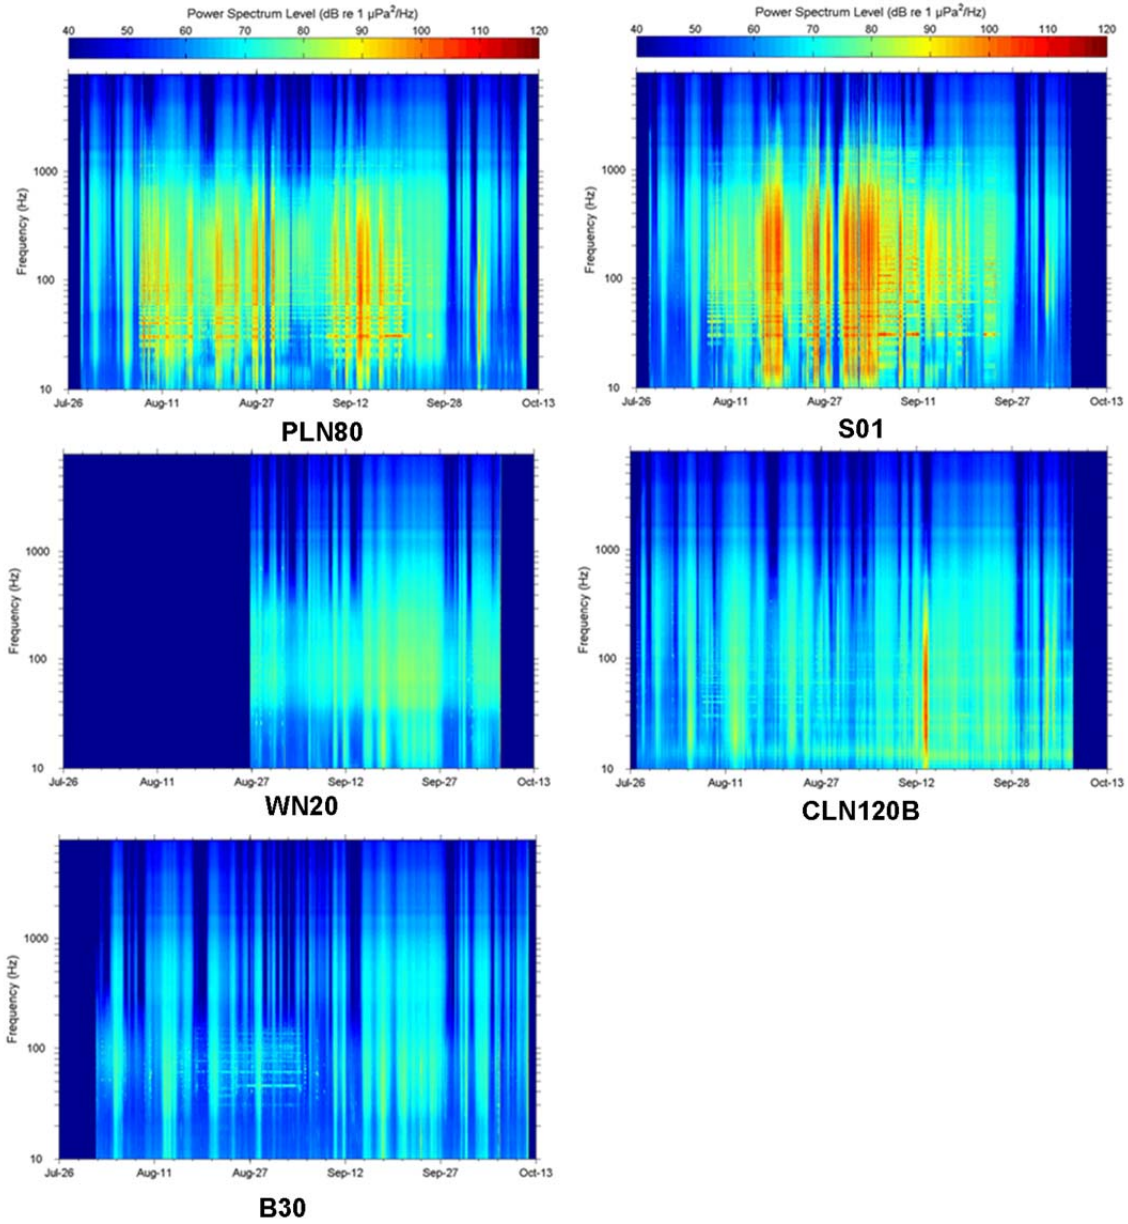 Power Spectrum Level (dB re 1 µPa²/Hz)
40 50 60 70 80 90 100 110 120
Frequency (Hz)
1000
100
10
Jul-26 Aug-11 Aug-27 Sep-12 Sep-28 Oct-13
PLN80
Power Spectrum Level (dB re 1 µPa²/Hz)
40 50 60 70 80 90 100 110 120
Frequency (Hz)
1000
100
10
Jul-26 Aug-11 Aug-27 Sep-11 Sep-27 Oct-13
S01
Frequency (Hz)
1000
100
10
Jul-26 Aug-11 Aug-27 Sep-12 Sep-27 Oct-13
WN20
Frequency (Hz)
1000
100
10
Jul-26 Aug-11 Aug-27 Sep-12 Sep-28 Oct-13
CLN120B
Frequency (Hz)
1000
100
10
Jul-26 Aug-11 Aug-27 Sep-12 Sep-27 Oct-13
B30